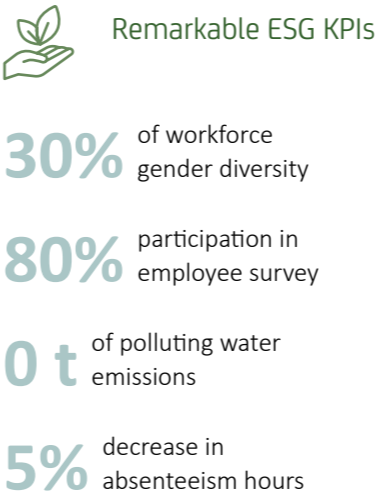 Remarkable ESG KPIs
30% of workforce
gender diversity
80% participation in
employee survey
0 t of polluting water
emissions
5% decrease in
absenteeism hours